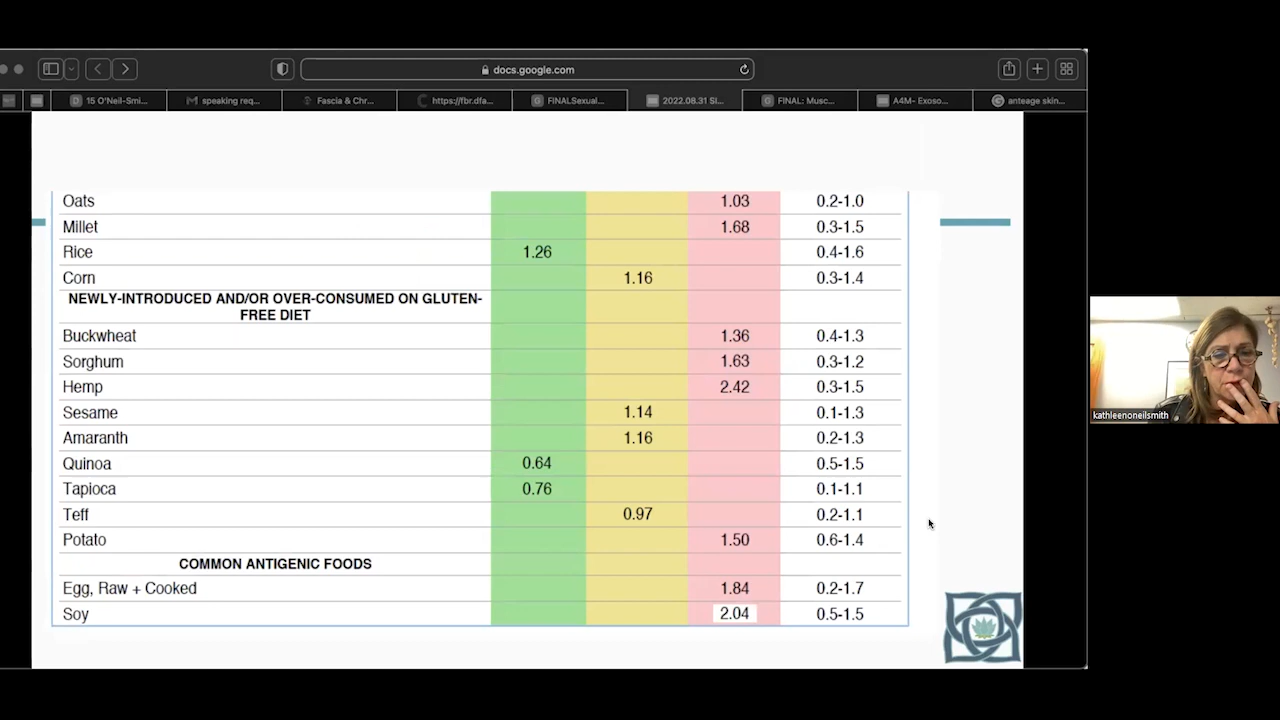 docs.google.com
15 O'Neil-Smi...
speaking req...
Fascia & Chr...
https://fbr.dfa...
FINALSexual...
2022.08.31 Si...
FINAL: Musc...
A4M- Exoso...
anteage skin...
Oats 1.03 0.2-1.0
Millet 1.68 0.3-1.5
Rice 1.26 0.4-1.6
Corn 1.16 0.3-1.4
NEWLY-INTRODUCED AND/OR OVER-CONSUMED ON GLUTEN-
FREE DIET
Buckwheat 1.36 0.4-1.3
Sorghum 1.63 0.3-1.2
Hemp 2.42 0.3-1.5
Sesame 1.14 0.1-1.3
Amaranth 1.16 0.2-1.3
Quinoa 0.64 0.5-1.5
Tapioca 0.76 0.1-1.1
Teff 0.97 0.2-1.1
Potato 1.50 0.6-1.4
COMMON ANTIGENIC FOODS
Egg, Raw + Cooked 1.84 0.2-1.7
Soy 2.04 0.5-1.5
kathleenoneilsmith